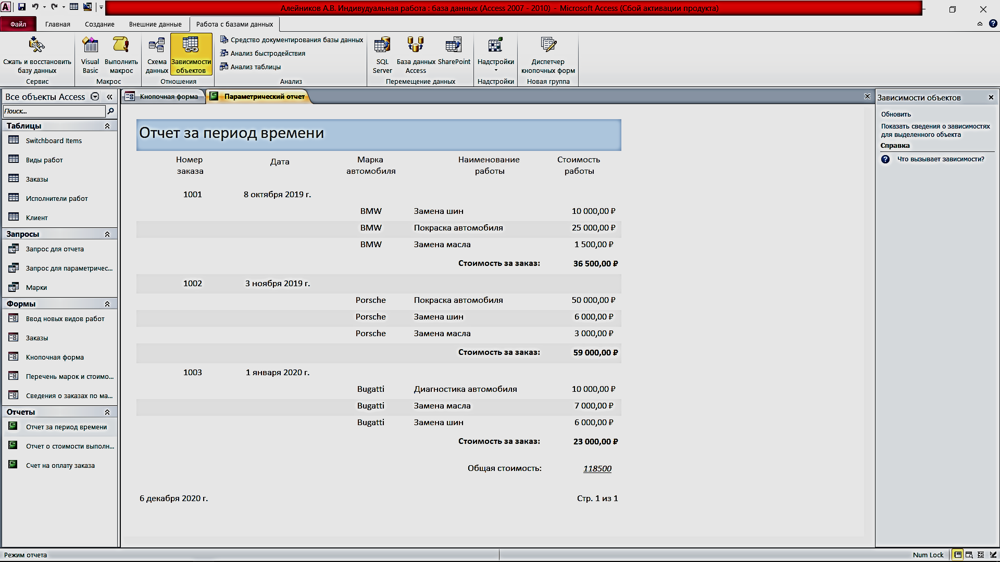 Алейников А.В. Индивудуальная работа : база данных (Access 2007 - 2010) - Microsoft Access (Сбой активации продукта)
Файл Главная Создание Внешние данные Работа с базами данных
Сжать и восстановить базу данных
Сервис
Visual Basic
Выполнить макрос
Макрос
Схема данных
Зависимости объектов
Отношения
Средство документирования базы данных
Анализ быстродействия
Анализ таблицы
Анализ
SQL Server
База данных Access
SharePoint
Перемещение данных
Надстройки
Надстройки
Диспетчер кнопочных форм
Новая группа
Все объекты Access
Поиск...
Таблицы
Switchboard Items
Виды работ
Заказы
Исполнители работ
Клиент
Запросы
Запрос для отчета
Запрос для параметричес...
Марки
Формы
Ввод новых видов работ
Заказы
Кнопочная форма
Перечень марок и стоимо...
Сведения о заказах по ма...
Отчеты
Отчет за период времени
Отчет о стоимости выполн...
Счет на оплату заказа
Кнопочная форма Параметрический отчет
Отчет за период времени
Номер заказа Дата Марка автомобиля Наименование работы Стоимость работы
1001 8 октября 2019 г.
BMW Замена шин 10 000,00 ₽
BMW Покраска автомобиля 25 000,00 ₽
BMW Замена масла 1 500,00 ₽
Стоимость за заказ: 36 500,00 ₽
1002 3 ноября 2019 г.
Porsche Покраска автомобиля 50 000,00 ₽
Porsche Замена шин 6 000,00 ₽
Porsche Замена масла 3 000,00 ₽
Стоимость за заказ: 59 000,00 ₽
1003 1 января 2020 г.
Bugatti Диагностика автомобиля 10 000,00 ₽
Bugatti Замена масла 7 000,00 ₽
Bugatti Замена шин 6 000,00 ₽
Стоимость за заказ: 23 000,00 ₽
Общая стоимость: 118500
6 декабря 2020 г. Стр. 1 из 1
Зависимости объектов
Обновить
Показать сведения о зависимостях
для выделенного объекта
Справка
Что вызывает зависимости?
Режим отчета Num Lock